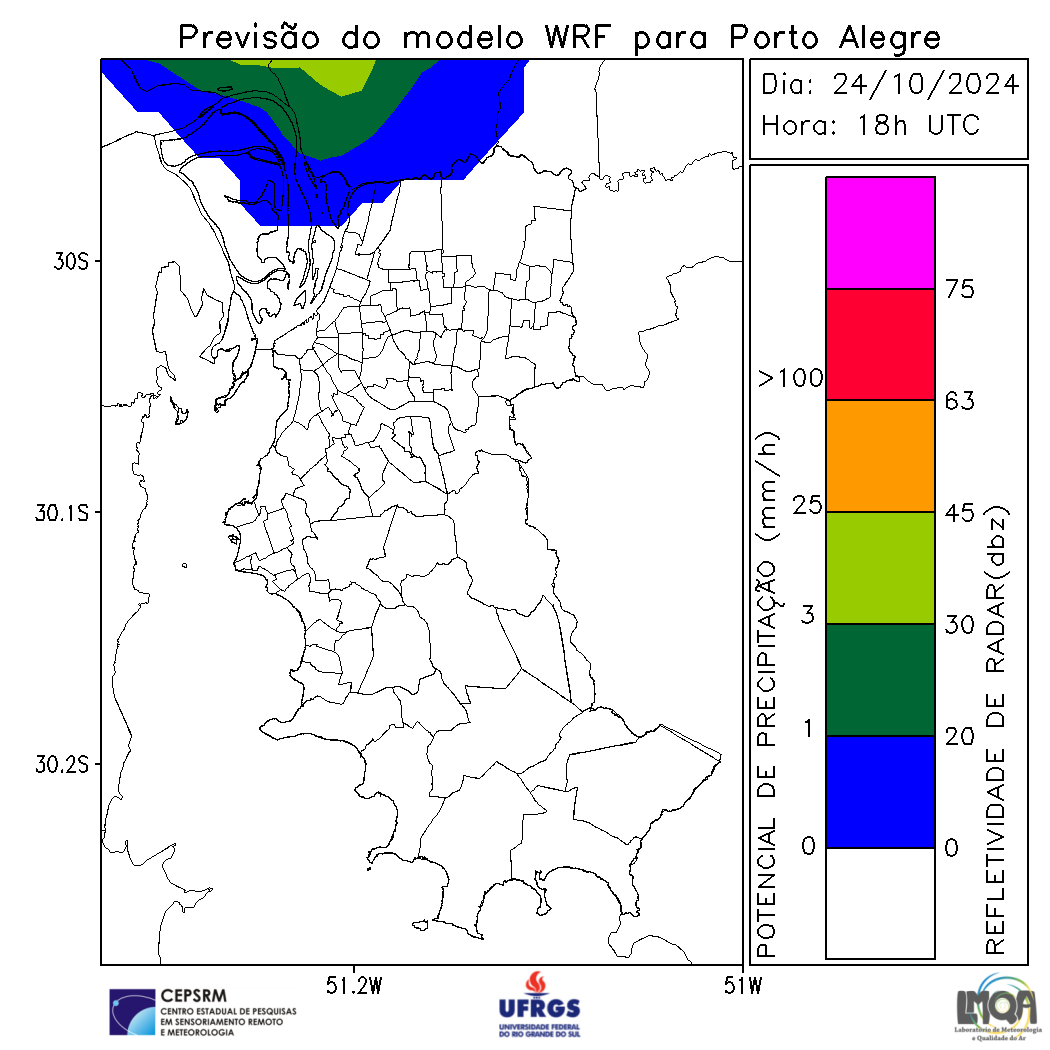 Previsão do modelo WRF para Porto Alegre
Dia: 24/10/2024
Hora: 18h UTC
30S
30.1S
30.2S
51.2W
51W
POTENCIAL DE PRECIPITAÇÃO (mm/h)
>100
25
3
1
0
75
63
45
30
20
0
REFLETIVIDADE DE RADAR(dbz)
CEPSRM
CENTRO ESTADUAL DE PESQUISAS
EM SENSORIAMENTO REMOTO
E METEOROLOGIA
UFRGS
UNIVERSIDADE FEDERAL
DO RIO GRANDE DO SUL
LMQA
Laboratório de Meteorologia
e Qualidade do Ar